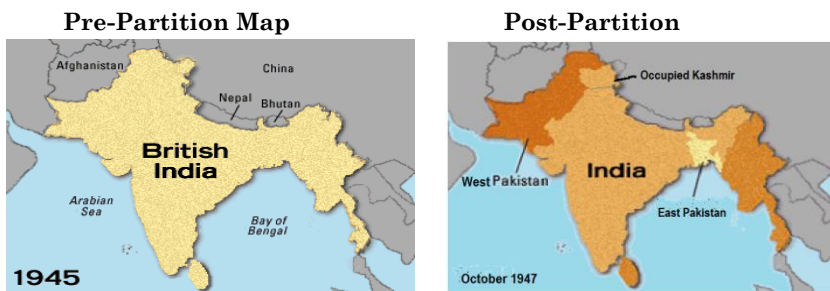 Pre-Partition Map
Afghanistan
China
Nepal
Bhutan
British
India
Arabian
Sea
Bay of
Bengal
1945
Post-Partition
Occupied Kashmir
India
West Pakistan
East Pakistan
October 1947